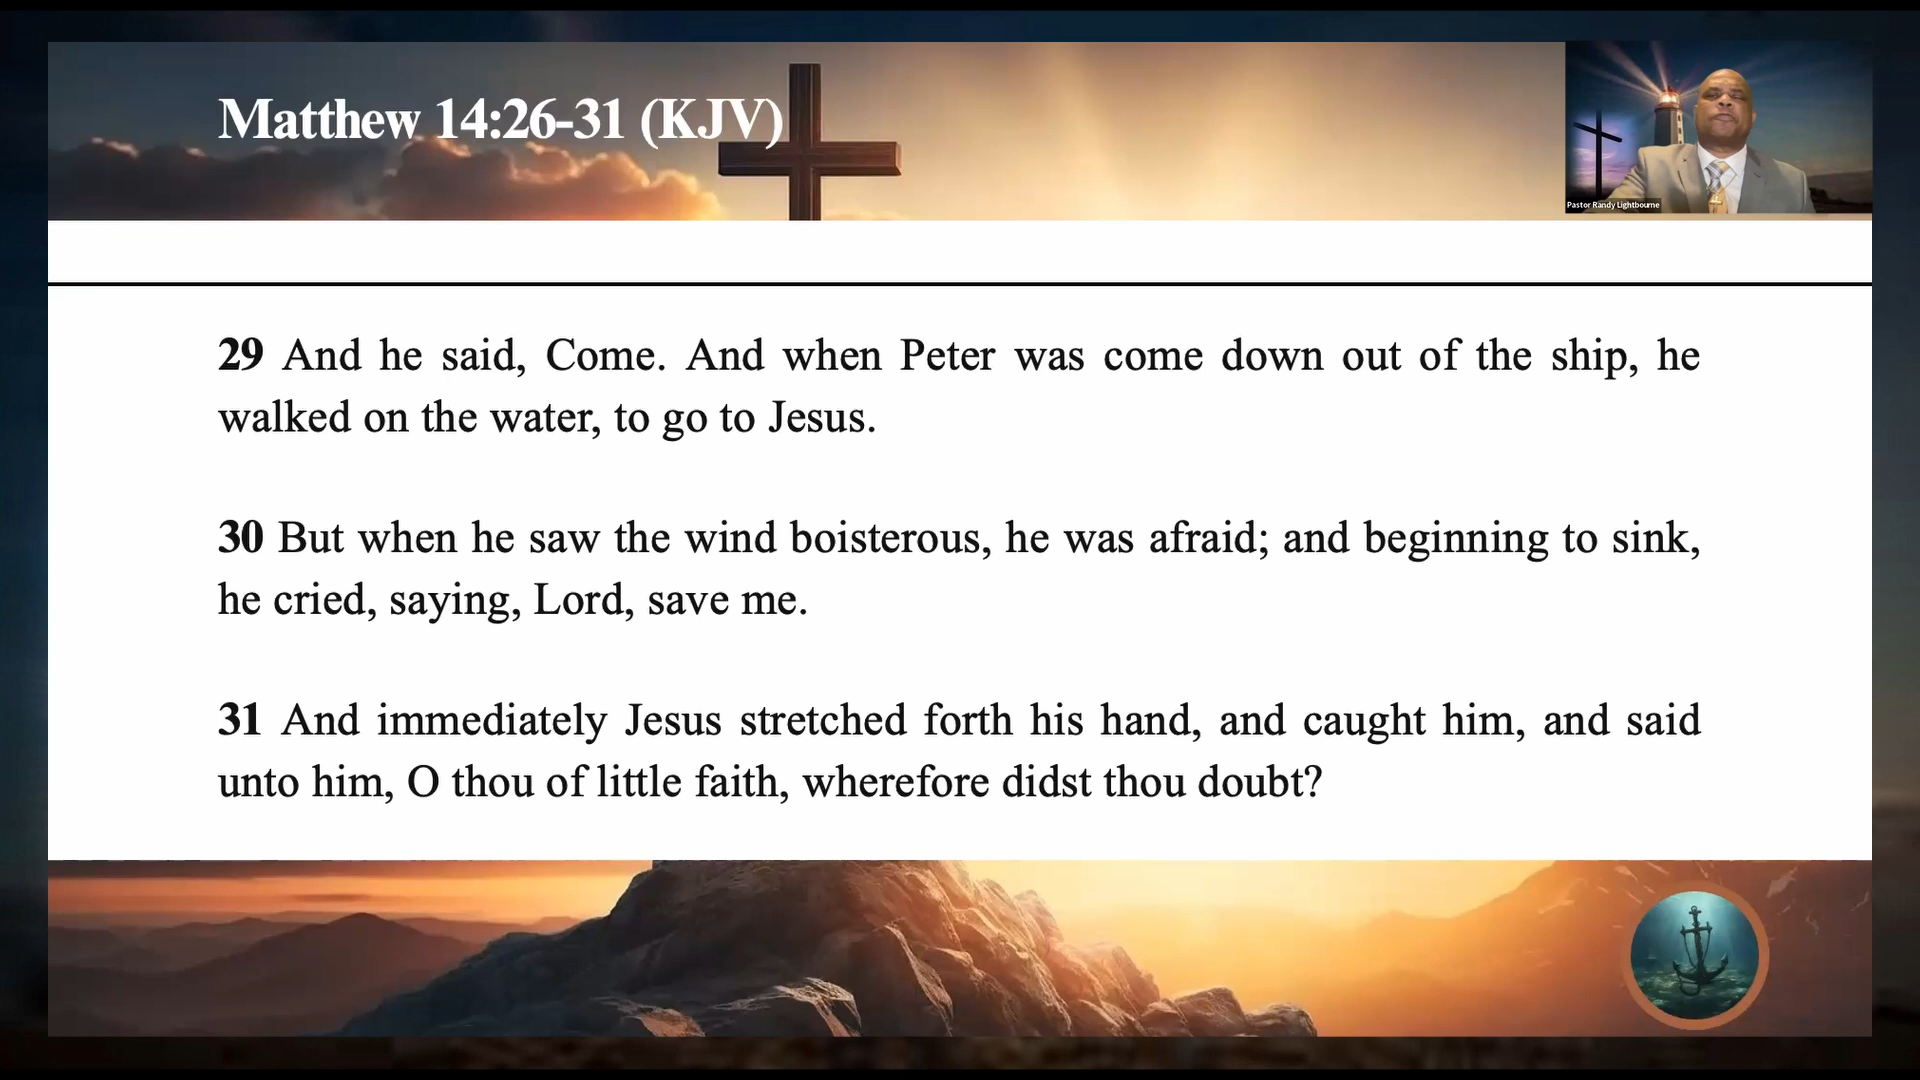 Matthew 14:26-31 (KJV)
Pastor Randy Lightbourne
29 And he said, Come. And when Peter was come down out of the ship, he
walked on the water, to go to Jesus.
30 But when he saw the wind boisterous, he was afraid; and beginning to sink,
he cried, saying, Lord, save me.
31 And immediately Jesus stretched forth his hand, and caught him, and said
unto him, O thou of little faith, wherefore didst thou doubt?